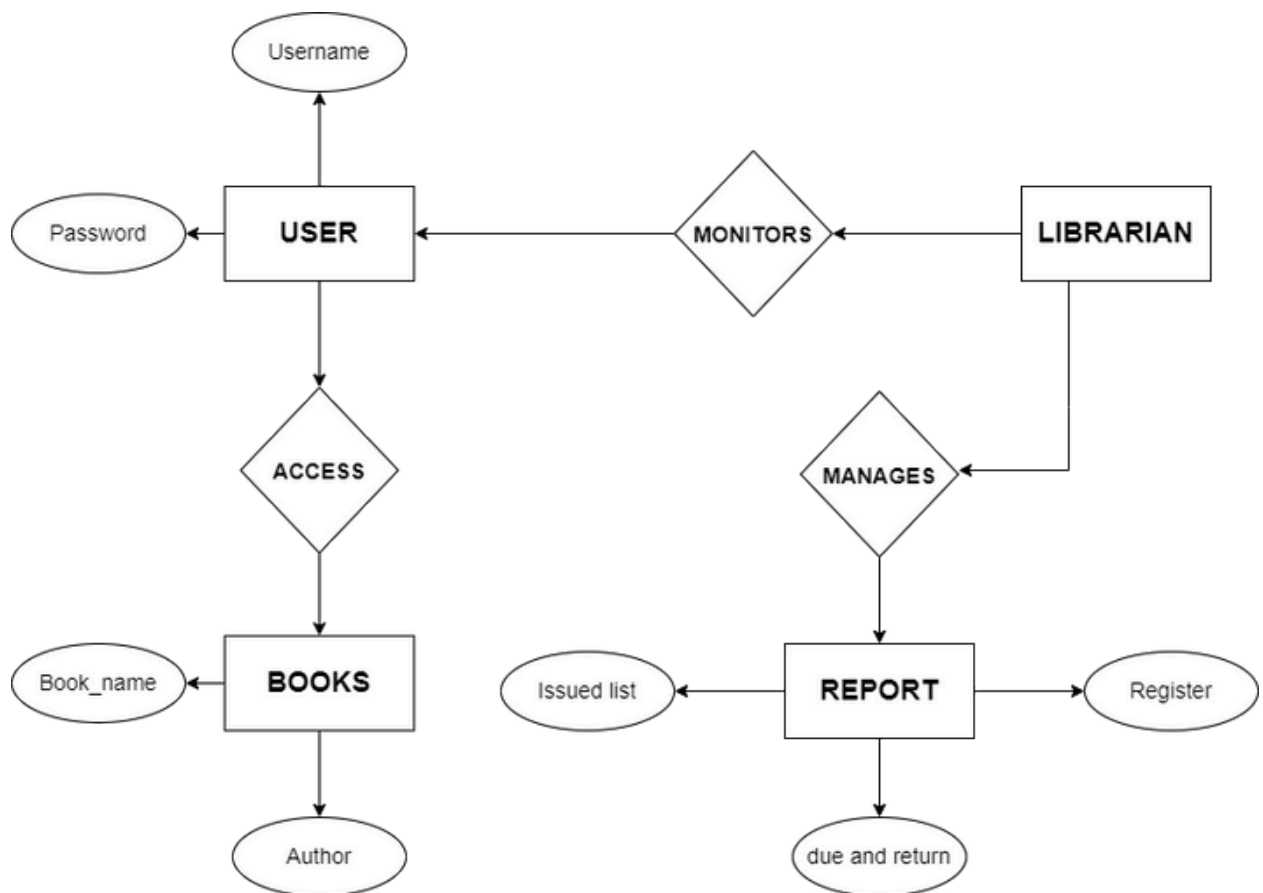 Username
Password
USER
MONITORS
LIBRARIAN
ACCESS
MANAGES
Book_name
BOOKS
Issued list
REPORT
Register
Author
due and return